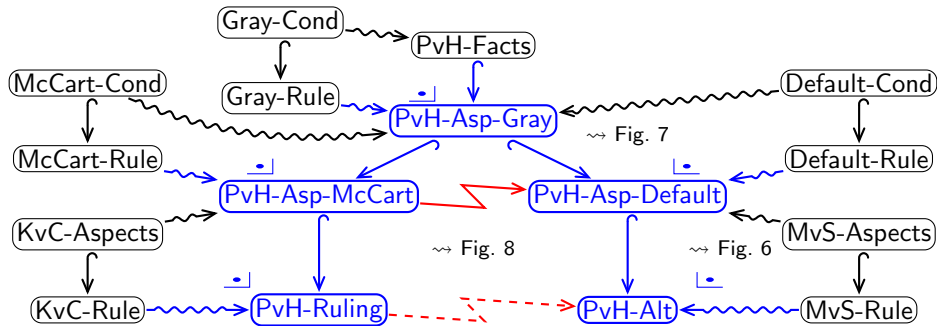 Gray-Cond
PvH-Facts
McCart-Cond
Gray-Rule
Default-Cond
PvH-Asp-Gray
⇝ Fig. 7
McCart-Rule
Default-Rule
PvH-Asp-McCart
PvH-Asp-Default
KvC-Aspects
⇝ Fig. 8
⇝ Fig. 6
MvS-Aspects
KvC-Rule
PvH-Ruling
PvH-Alt
MvS-Rule